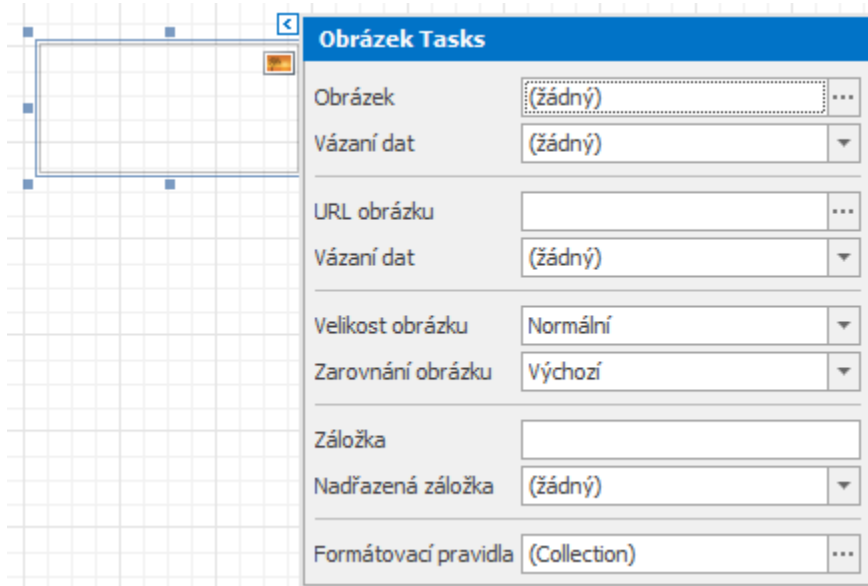 Obrázek Tasks
Obrázek (žádný)
Vázaní dat (žádný)
URL obrázku
Vázaní dat (žádný)
Velikost obrázku Normální
Zarovnání obrázku Výchozí
Záložka
Nadřazená záložka (žádný)
Formátovací pravidla (Collection)